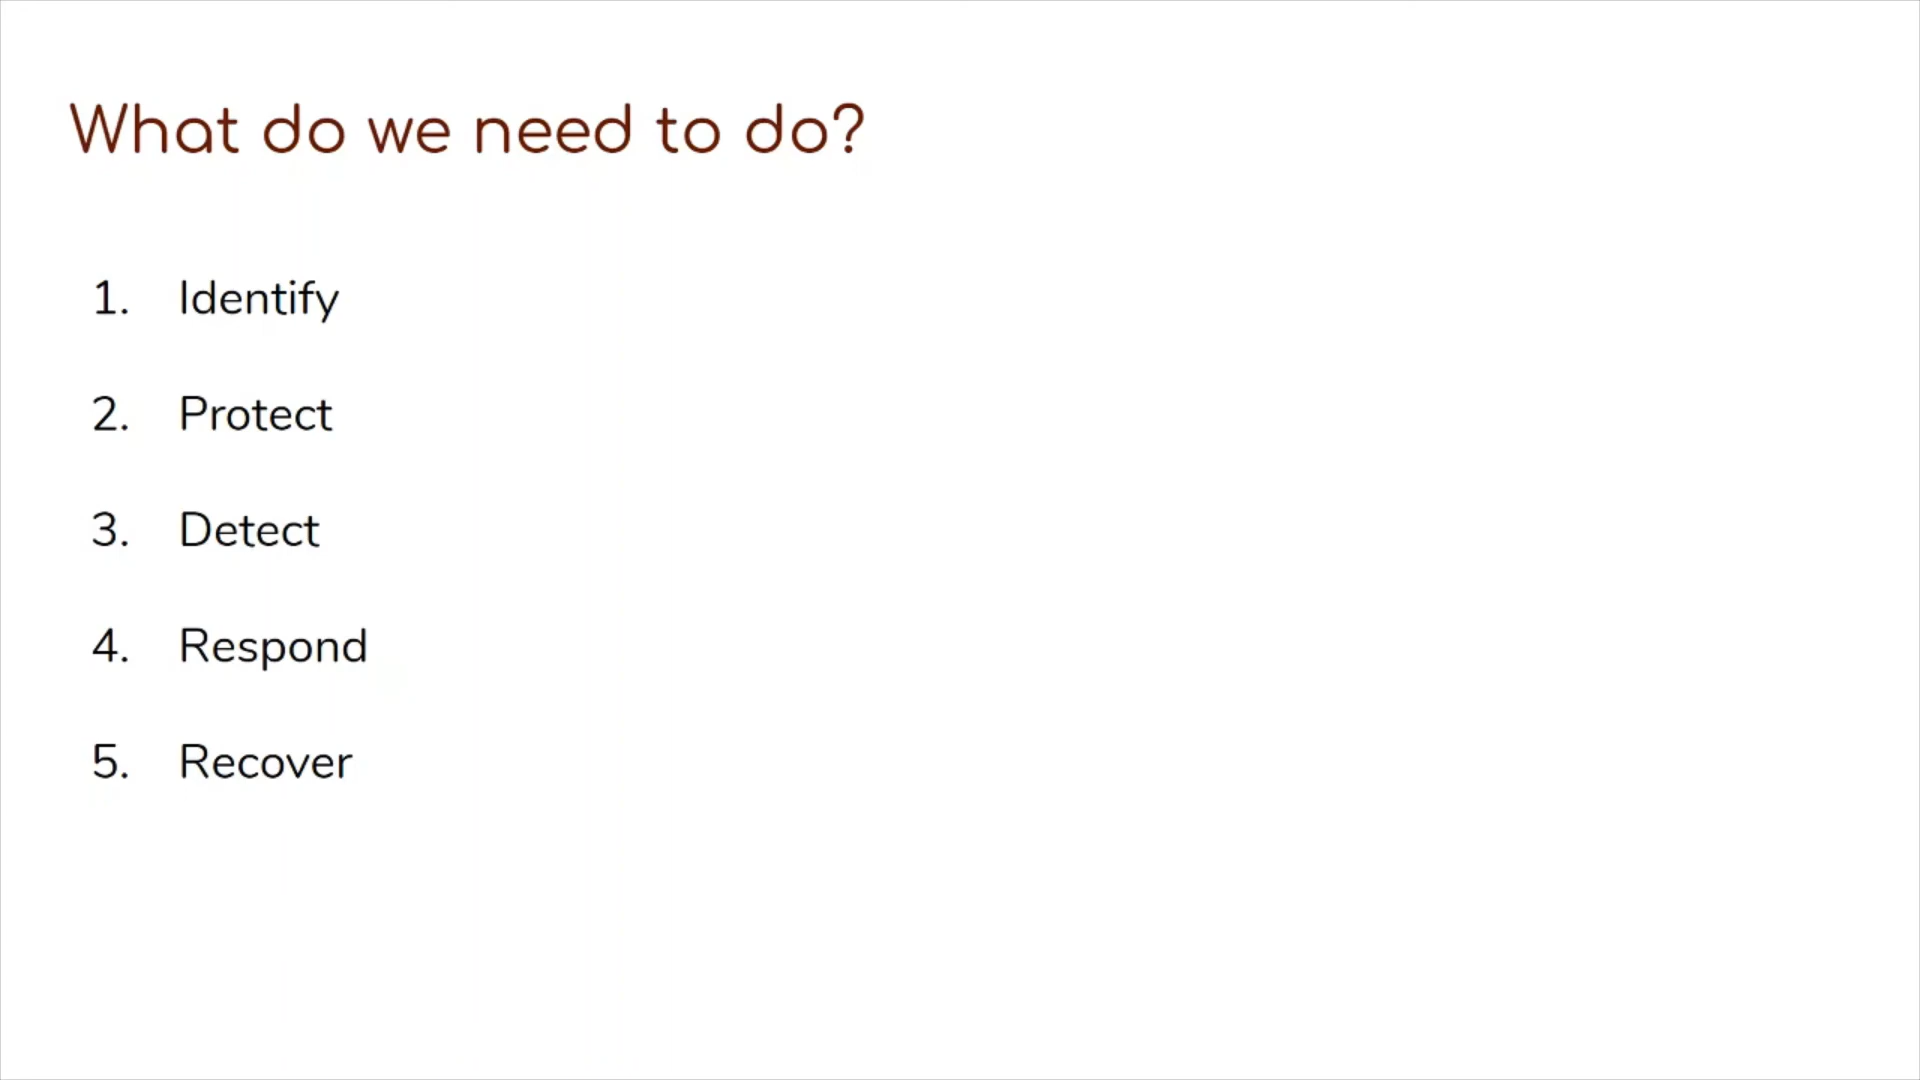 What do we need to do?
1. Identify
2. Protect
3. Detect
4. Respond
5. Recover